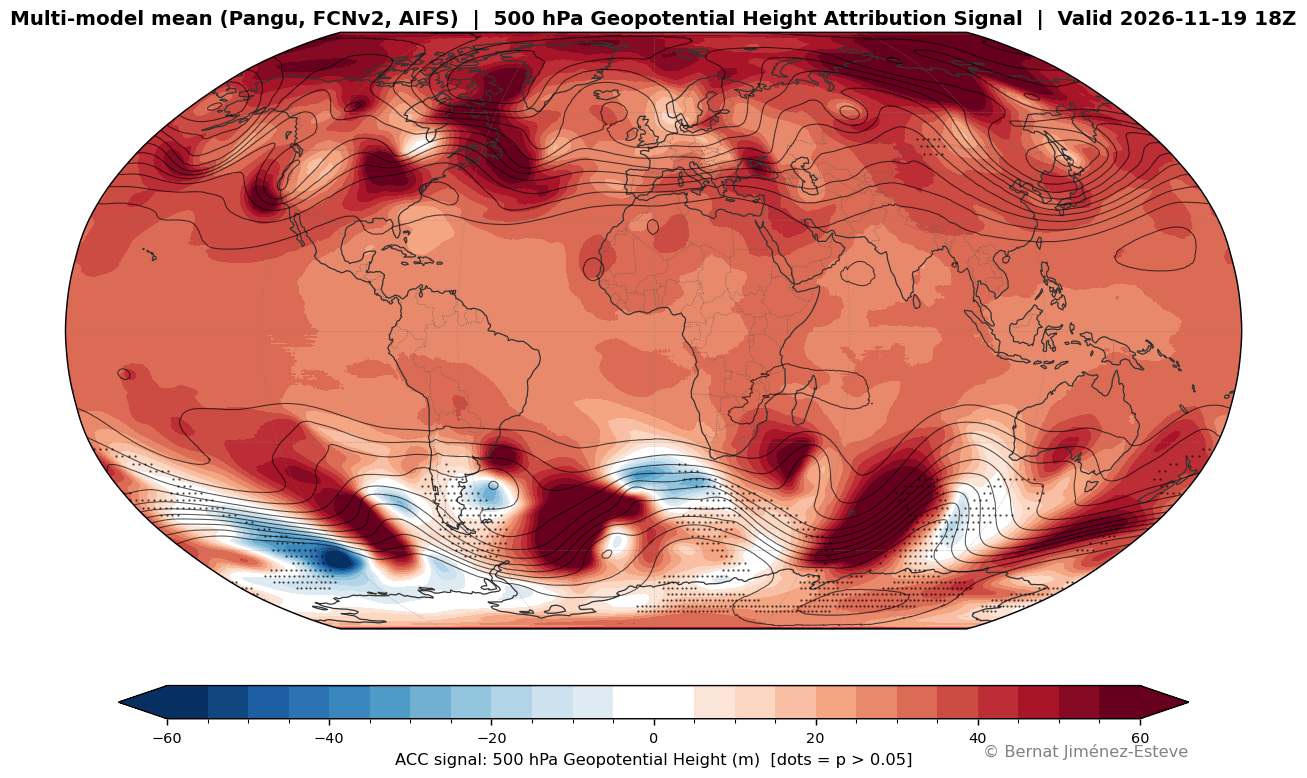 Multi-model mean (Pangu, FCNv2, AIFS)  |  500 hPa Geopotential Height Attribution Signal  |  Valid 2026-11-19 18Z
−60 −40 −20 0 20 40 60
ACC signal: 500 hPa Geopotential Height (m)  [dots = p > 0.05]
© Bernat Jiménez-Esteve